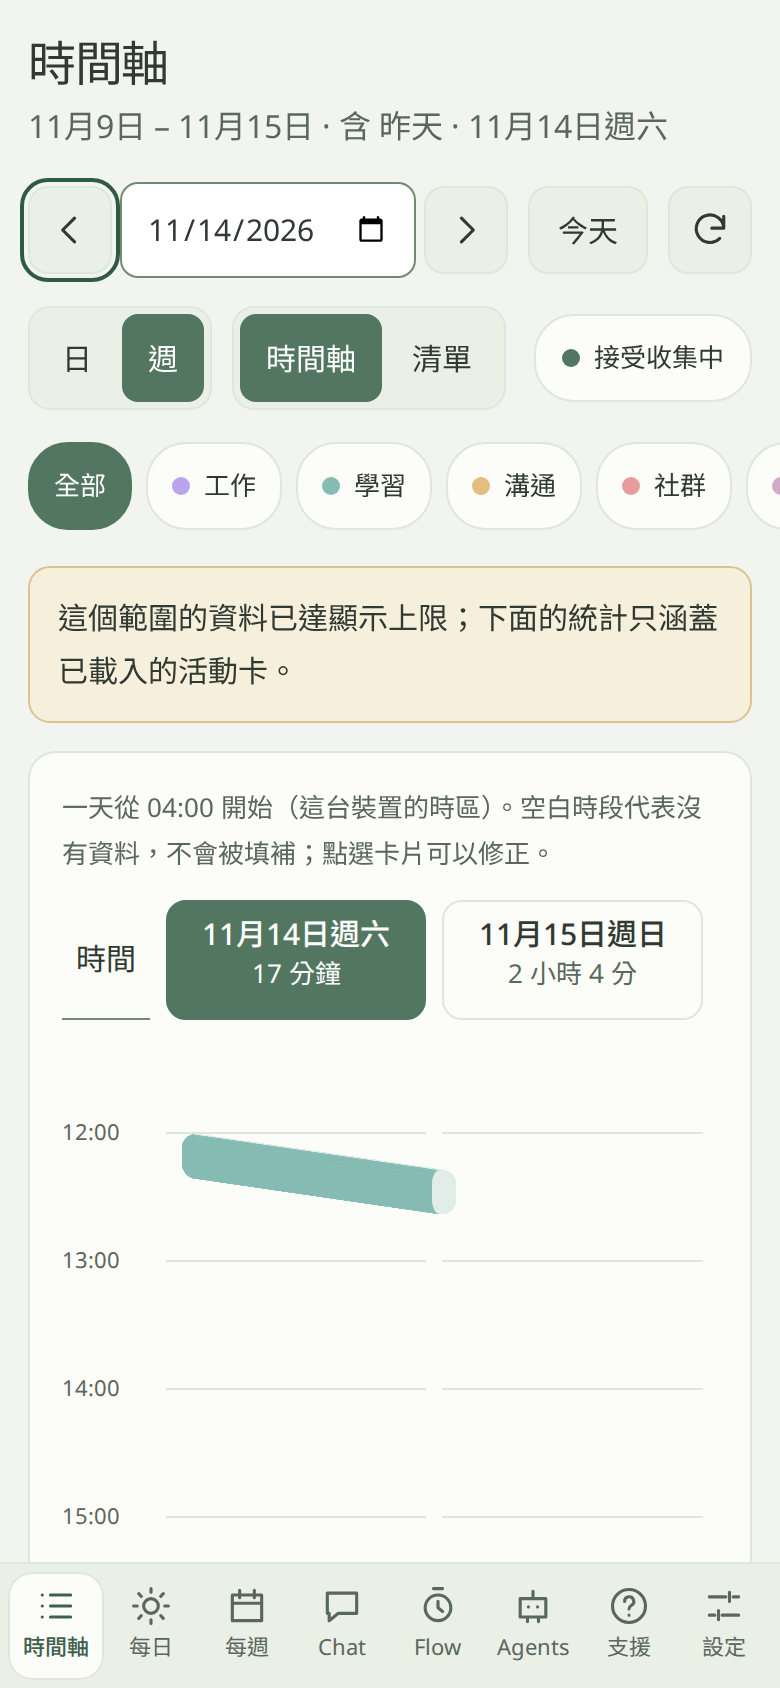 時間軸
11月9日 – 11月15日 · 含 昨天 · 11月14日週六
11/14/2026
今天
日
週
時間軸
清單
接受收集中
全部
工作
學習
溝通
社群
這個範圍的資料已達顯示上限；下面的統計只涵蓋
已載入的活動卡。
一天從 04:00 開始（這台裝置的時區）。空白時段代表沒
有資料，不會被填補；點選卡片可以修正。
時間
11月14日週六
17 分鐘
11月15日週日
2 小時 4 分
12:00
13:00
14:00
15:00
時間軸
每日
每週
Chat
Flow
Agents
支援
設定